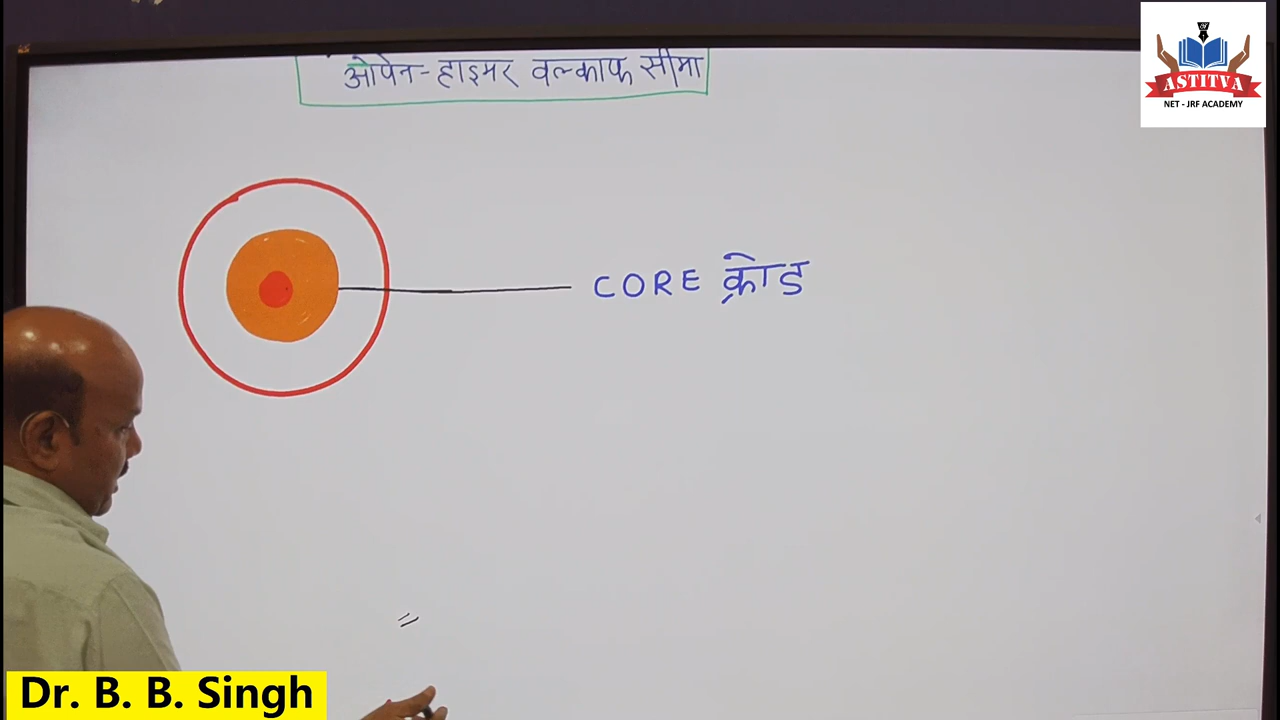 ओपेन-हाइमर वल्काफ सीमा
ASTITVA
NET - JRF ACADEMY
CORE क्रोड
=
Dr. B. B. Singh